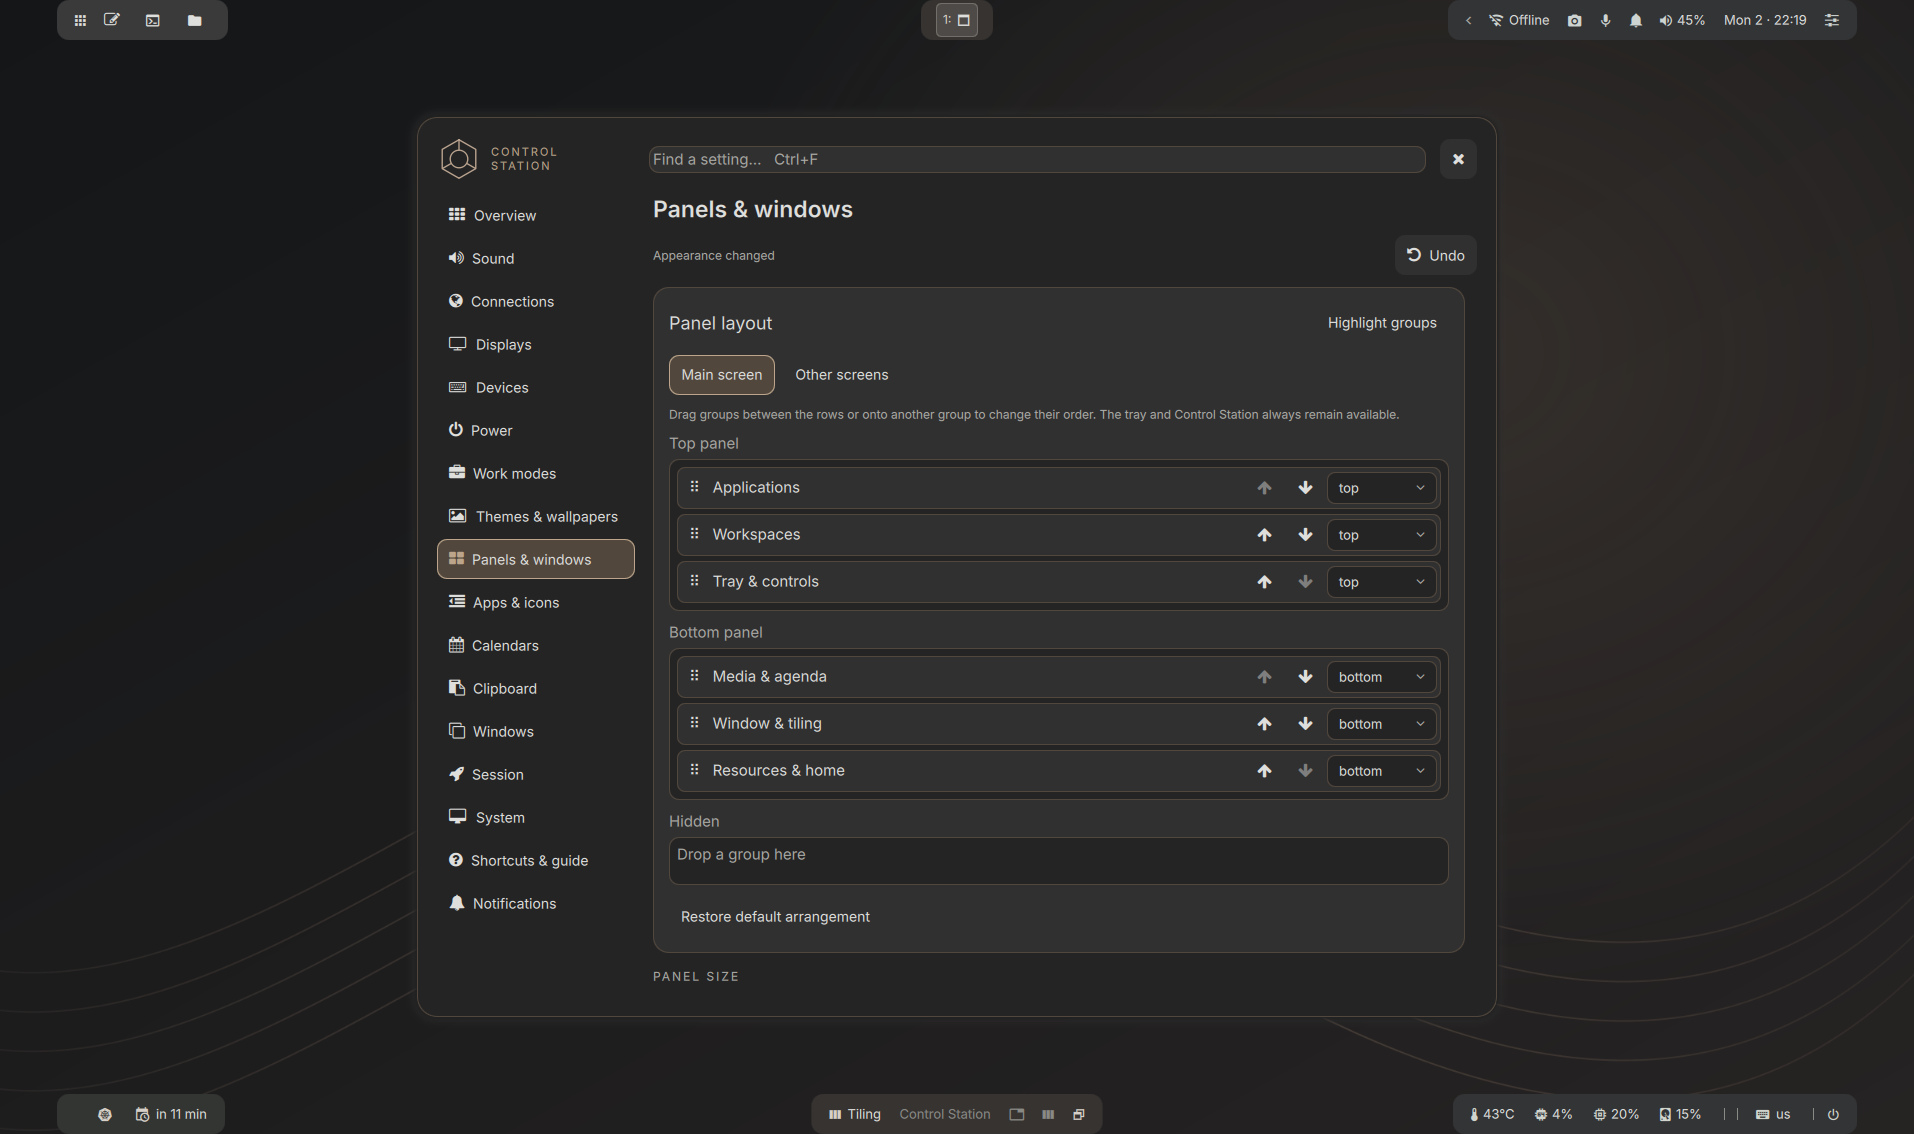 1:
Offline
45%
Mon 2 · 22:19
CONTROL
STATION
Find a setting... Ctrl+F
Overview
Sound
Connections
Displays
Devices
Power
Work modes
Themes & wallpapers
Panels & windows
Apps & icons
Calendars
Clipboard
Windows
Session
System
Shortcuts & guide
Notifications
Panels & windows
Appearance changed
Undo
Panel layout
Highlight groups
Main screen
Other screens
Drag groups between the rows or onto another group to change their order. The tray and Control Station always remain available.
Top panel
Applications
top
Workspaces
top
Tray & controls
top
Bottom panel
Media & agenda
bottom
Window & tiling
bottom
Resources & home
bottom
Hidden
Drop a group here
Restore default arrangement
PANEL SIZE
in 11 min
Tiling
Control Station
43°C
4%
20%
15%
us